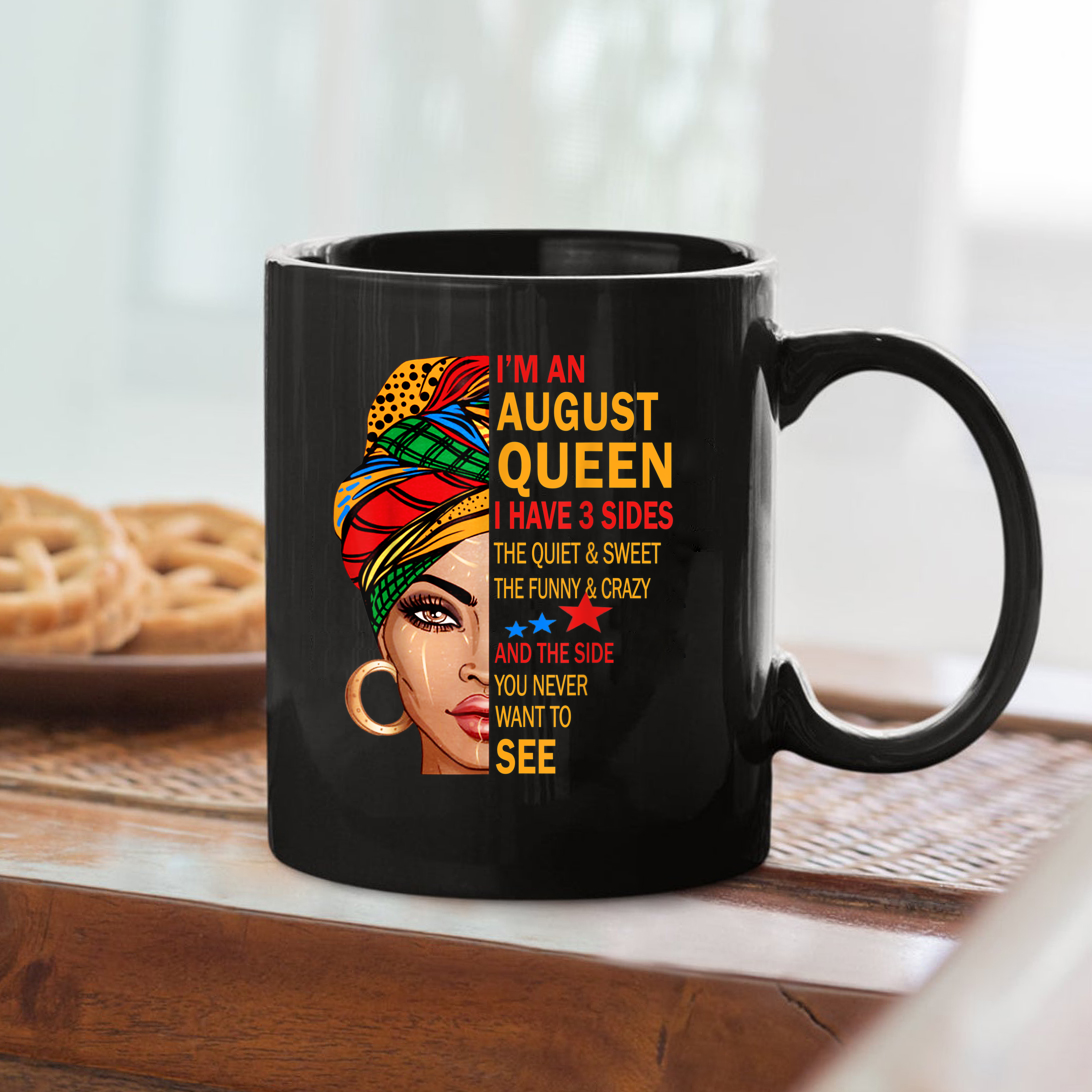 I'M AN
AUGUST
QUEEN
I HAVE 3 SIDES
THE QUIET & SWEET
THE FUNNY & CRAZY
AND THE SIDE
YOU NEVER
WANT TO
SEE